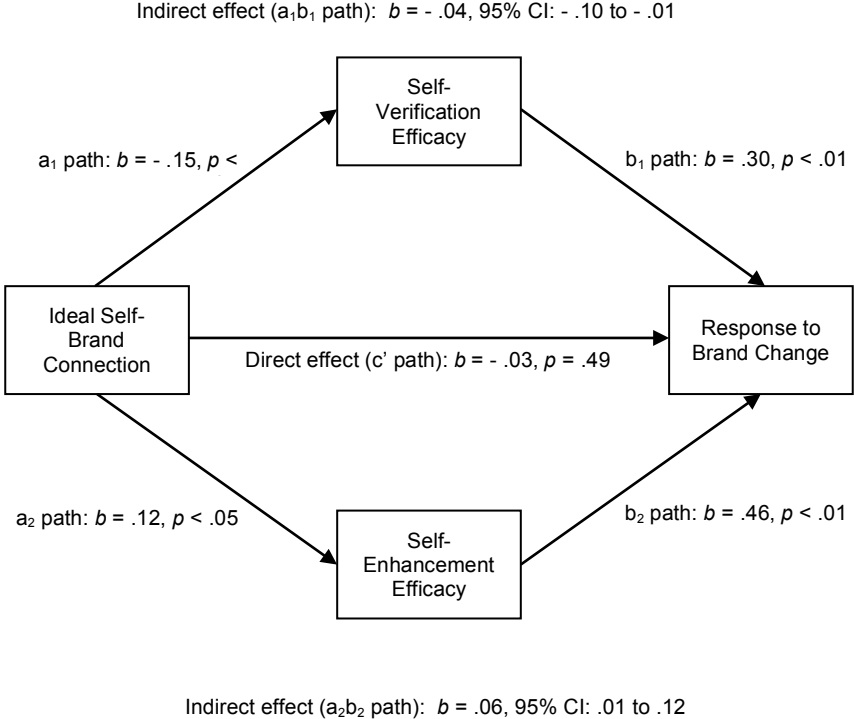 Indirect effect (a₁b₁ path): b = - .04, 95% CI: - .10 to - .01
Self-
Verification
Efficacy
a₁ path: b = - .15, p <
b₁ path: b = .30, p < .01
Ideal Self-
Brand
Connection
Response to
Brand Change
Direct effect (c’ path): b = - .03, p = .49
a₂ path: b = .12, p < .05
b₂ path: b = .46, p < .01
Self-
Enhancement
Efficacy
Indirect effect (a₂b₂ path): b = .06, 95% CI: .01 to .12